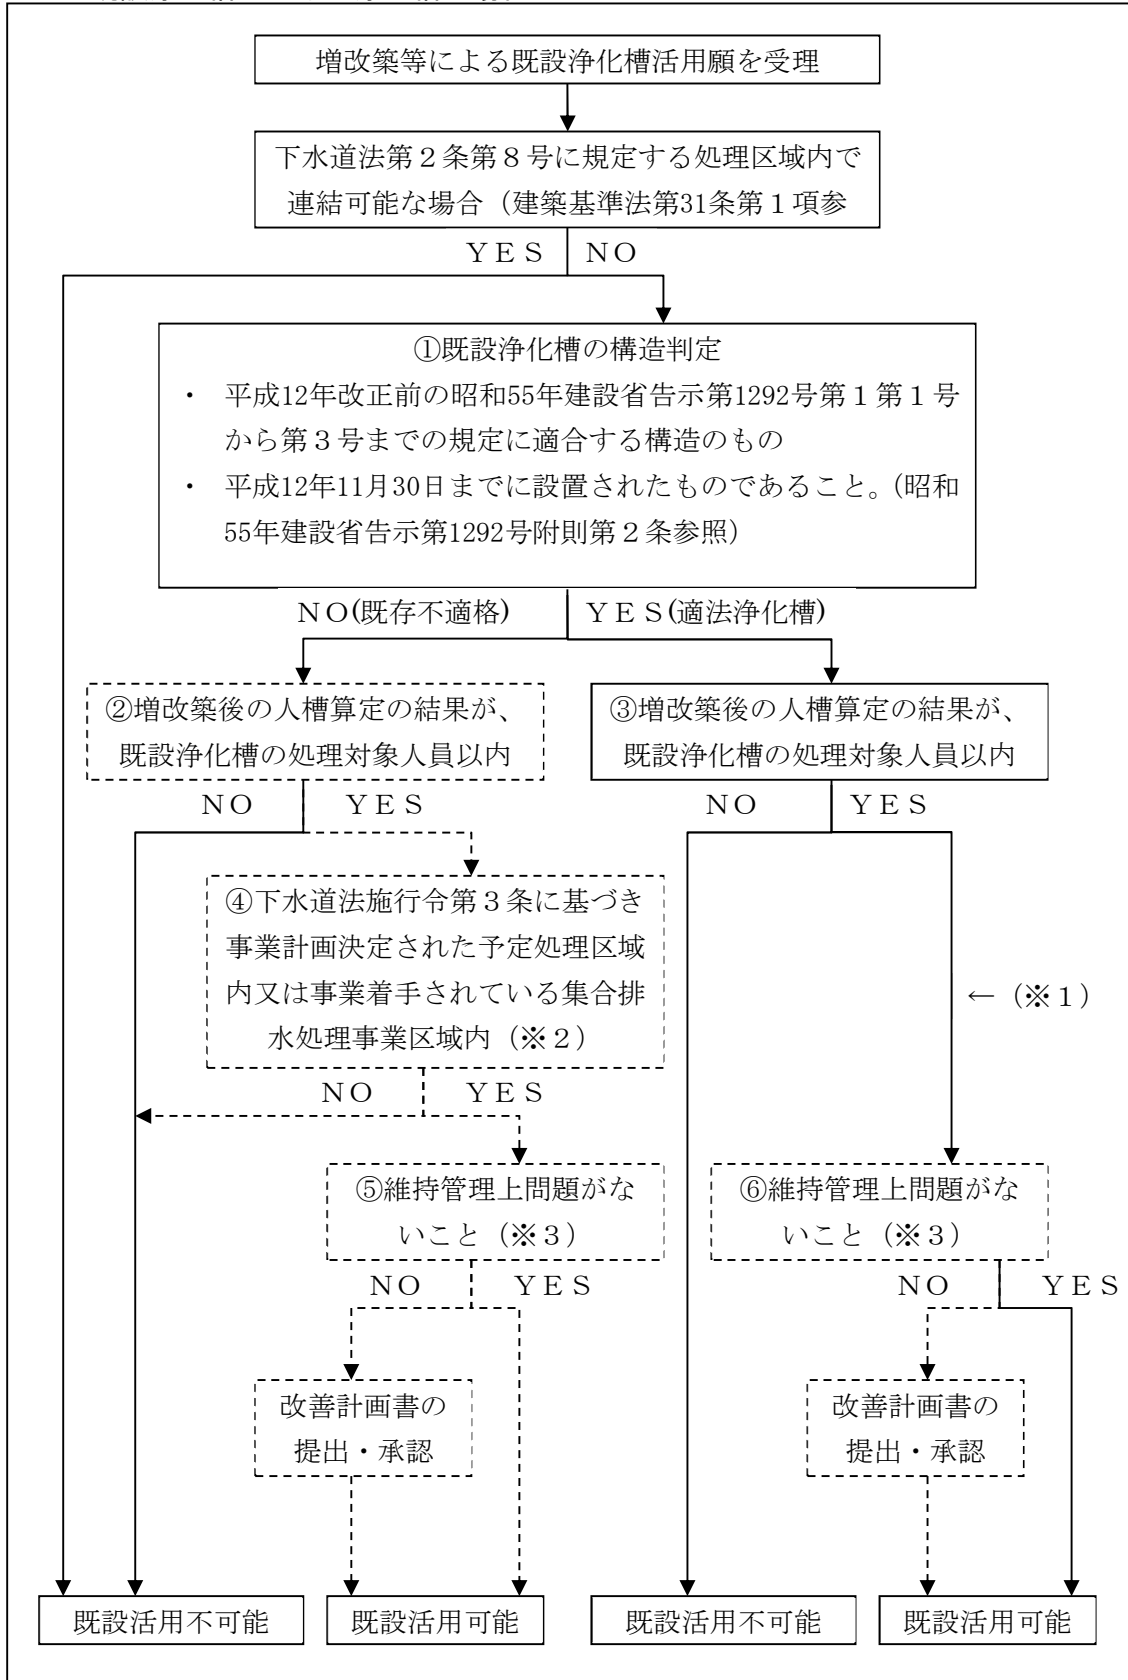 増改築等による既設浄化槽活用願を受理
下水道法第２条第８号に規定する処理区域内で
連結可能な場合（建築基準法第31条第１項参
ＹＥＳ
ＮＯ
①既設浄化槽の構造判定
・ 平成12年改正前の昭和55年建設省告示第1292号第１第１号
から第３号までの規定に適合する構造のもの
・ 平成12年11月30日までに設置されたものであること。(昭和
55年建設省告示第1292号附則第２条参照)
ＮＯ(既存不適格)
ＹＥＳ(適法浄化槽)
②増改築後の人槽算定の結果が、
既設浄化槽の処理対象人員以内
③増改築後の人槽算定の結果が、
既設浄化槽の処理対象人員以内
ＮＯ
ＹＥＳ
ＮＯ
ＹＥＳ
④下水道法施行令第３条に基づき
事業計画決定された予定処理区域
内又は事業着手されている集合排
水処理事業区域内（※２）
←（※１）
ＮＯ
ＹＥＳ
⑤維持管理上問題がな
いこと（※３）
⑥維持管理上問題がな
いこと（※３）
ＮＯ
ＹＥＳ
ＮＯ
ＹＥＳ
改善計画書の
提出・承認
改善計画書の
提出・承認
既設活用不可能
既設活用可能
既設活用不可能
既設活用可能